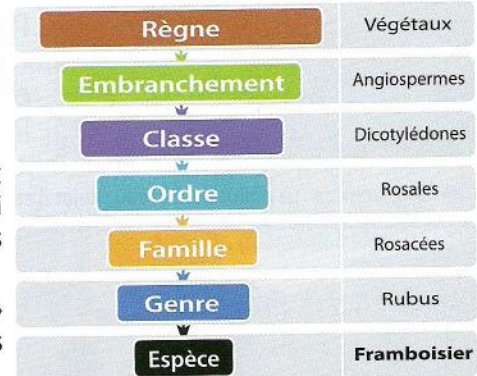 Règne Végétaux
Embranchement Angiospermes
Classe Dicotylédones
Ordre Rosales
Famille Rosacées
Genre Rubus
Espèce Framboisier